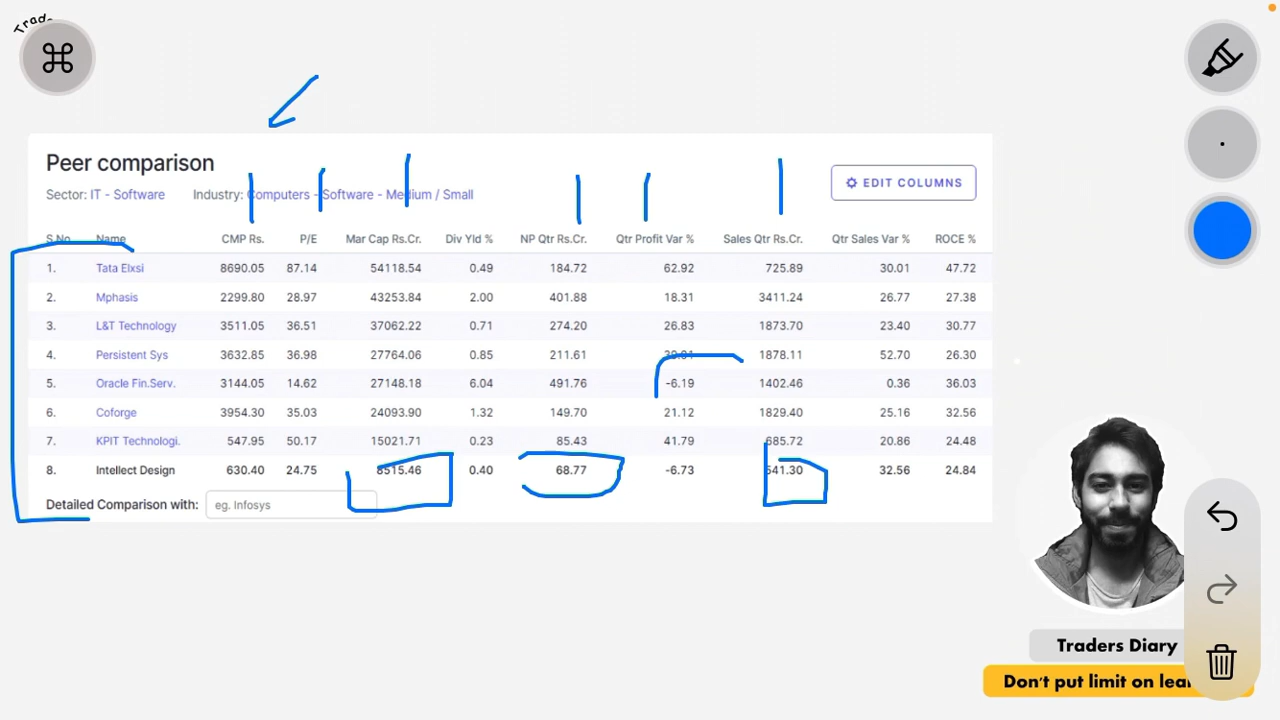 Trad
Peer comparison
Sector: IT - Software Industry: Computers - Software - Medium / Small
EDIT COLUMNS
S.No. Name CMP Rs. P/E Mar Cap Rs.Cr. Div Yld % NP Qtr Rs.Cr. Qtr Profit Var % Sales Qtr Rs.Cr. Qtr Sales Var % ROCE %
1. Tata Elxsi 8690.05 87.14 54118.54 0.49 184.72 62.92 725.89 30.01 47.72
2. Mphasis 2299.80 28.97 43253.84 2.00 401.88 18.31 3411.24 26.77 27.38
3. L&T Technology 3511.05 36.51 37062.22 0.71 274.20 26.83 1873.70 23.40 30.77
4. Persistent Sys 3632.85 36.98 27764.06 0.85 211.61 1878.11 52.70 26.30
5. Oracle Fin.Serv. 3144.05 14.62 27148.18 6.04 491.76 -6.19 1402.46 0.36 36.03
6. Coforge 3954.30 35.03 24093.90 1.32 149.70 21.12 1829.40 25.16 32.56
7. KPIT Technologi. 547.95 50.17 15021.71 0.23 85.43 41.79 685.72 20.86 24.48
8. Intellect Design 630.40 24.75 8515.46 0.40 68.77 -6.73 541.30 32.56 24.84
Detailed Comparison with: eg. Infosys
Traders Diary
Don't put limit on lea